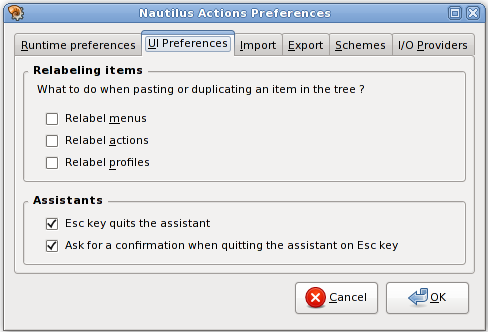 Nautilus Actions Preferences
Runtime preferences UI Preferences Import Export Schemes I/O Providers
Relabeling items
What to do when pasting or duplicating an item in the tree ?
Relabel menus
Relabel actions
Relabel profiles
Assistants
Esc key quits the assistant
Ask for a confirmation when quitting the assistant on Esc key
Cancel OK